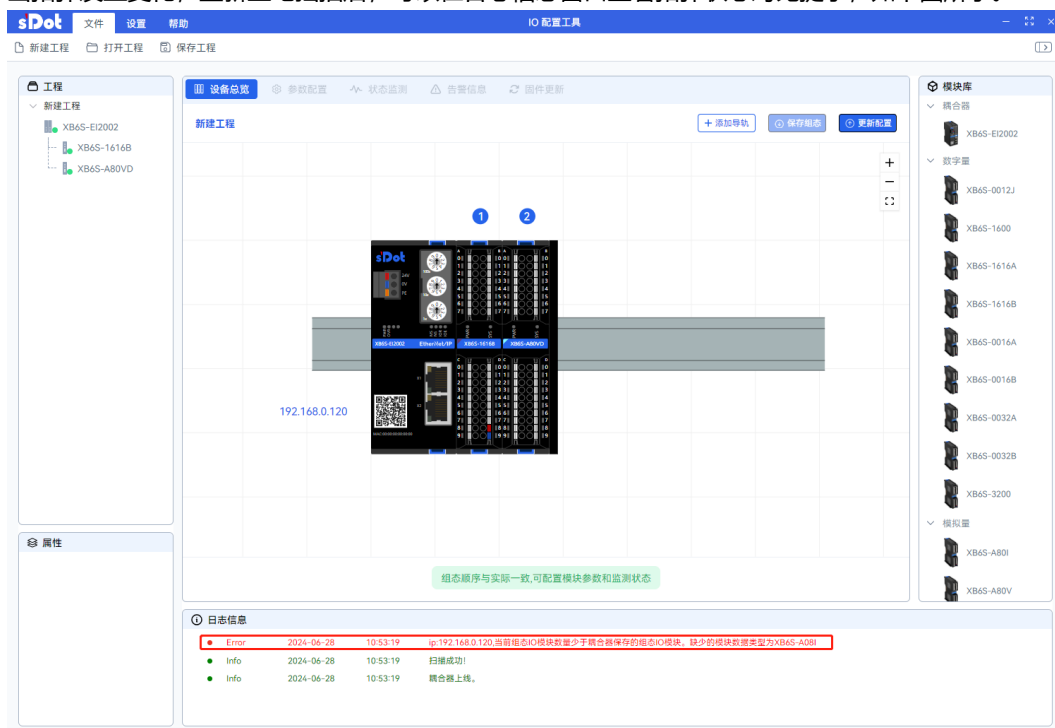 sDot 文件 设置 帮助 IO 配置工具
新建工程 打开工程 保存工程
工程
新建工程
XB6S-EI2002
XB6S-1616B
XB6S-A80VD
属性
设备总览 参数配置 状态监测 告警信息 固件更新
新建工程 添加导轨 保存组态 更新配置
1 2
sDot
XB6S-EI2002 EtherNet/IP XB6S-1616B XB6S-A80VD
192.168.0.120
组态顺序与实际一致,可配置模块参数和监测状态
模块库
耦合器
XB6S-EI2002
数字量
XB6S-0012J
XB6S-1600
XB6S-1616A
XB6S-1616B
XB6S-0016A
XB6S-0016B
XB6S-0032A
XB6S-0032B
XB6S-3200
模拟量
XB6S-A80I
XB6S-A80V
日志信息
Error 2024-06-28 10:53:19 ip:192.168.0.120,当前组态IO模块数量少于耦合器保存的组态IO模块。缺少的模块数据类型为XB6S-A08I
Info 2024-06-28 10:53:19 扫描成功!
Info 2024-06-28 10:53:19 耦合器上线。